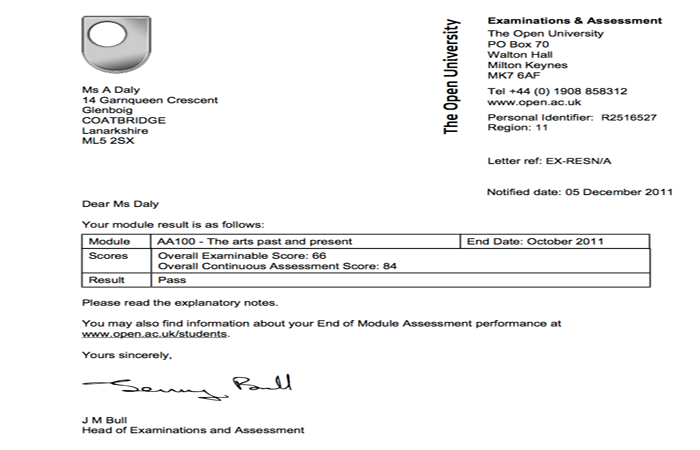 The Open University
Examinations & Assessment
The Open University
PO Box 70
Walton Hall
Milton Keynes
MK7 6AF
Tel +44 (0) 1908 858312
www.open.ac.uk
Personal Identifier: R2516527
Region: 11
Ms A Daly
14 Garnqueen Crescent
Glenboig
COATBRIDGE
Lanarkshire
ML5 2SX
Letter ref: EX-RESN/A
Notified date: 05 December 2011
Dear Ms Daly
Your module result is as follows:
Module AA100 - The arts past and present End Date: October 2011
Scores Overall Examinable Score: 66
Overall Continuous Assessment Score: 84
Result Pass
Please read the explanatory notes.
You may also find information about your End of Module Assessment performance at
www.open.ac.uk/students.
Yours sincerely,
Bull
J M Bull
Head of Examinations and Assessment